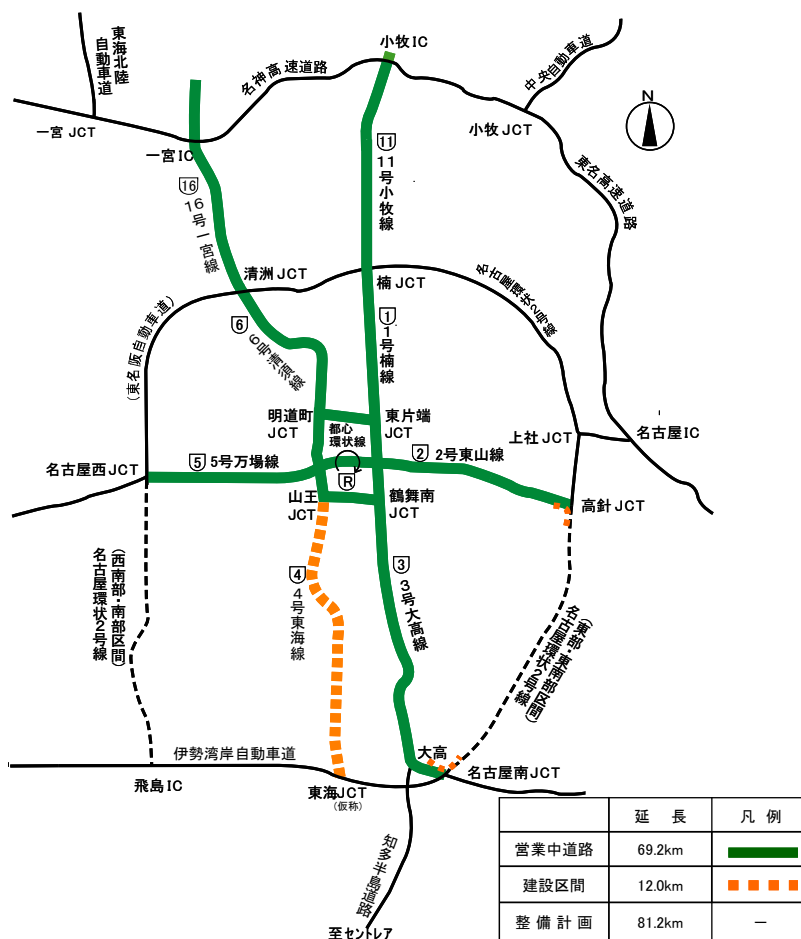 小牧IC
東海北陸
自動車道
名神高速道路
中央自動車道
N
一宮JCT
小牧JCT
一宮IC
11
11号小牧線
東名高速道路
16
16号一宮線
清洲JCT
楠JCT
名古屋環状2号線
(東名阪自動車道)
6
6号清須線
1
1号楠線
明道町
JCT
都心
環状線
東片端
JCT
上社JCT
名古屋IC
名古屋西JCT
5
5号万場線
R
2
2号東山線
山王
JCT
鶴舞南
JCT
高針JCT
(西南部・南部区間)
名古屋環状2号線
4
4号東海線
3
3号大高線
(東部・東南部区間)
名古屋環状2号線
大高
伊勢湾岸自動車道
飛島IC
東海JCT
(仮称)
名古屋南JCT
知多半島道路
至セントレア
延長 凡例
営業中道路 69.2km
建設区間 12.0km
整備計画 81.2km －